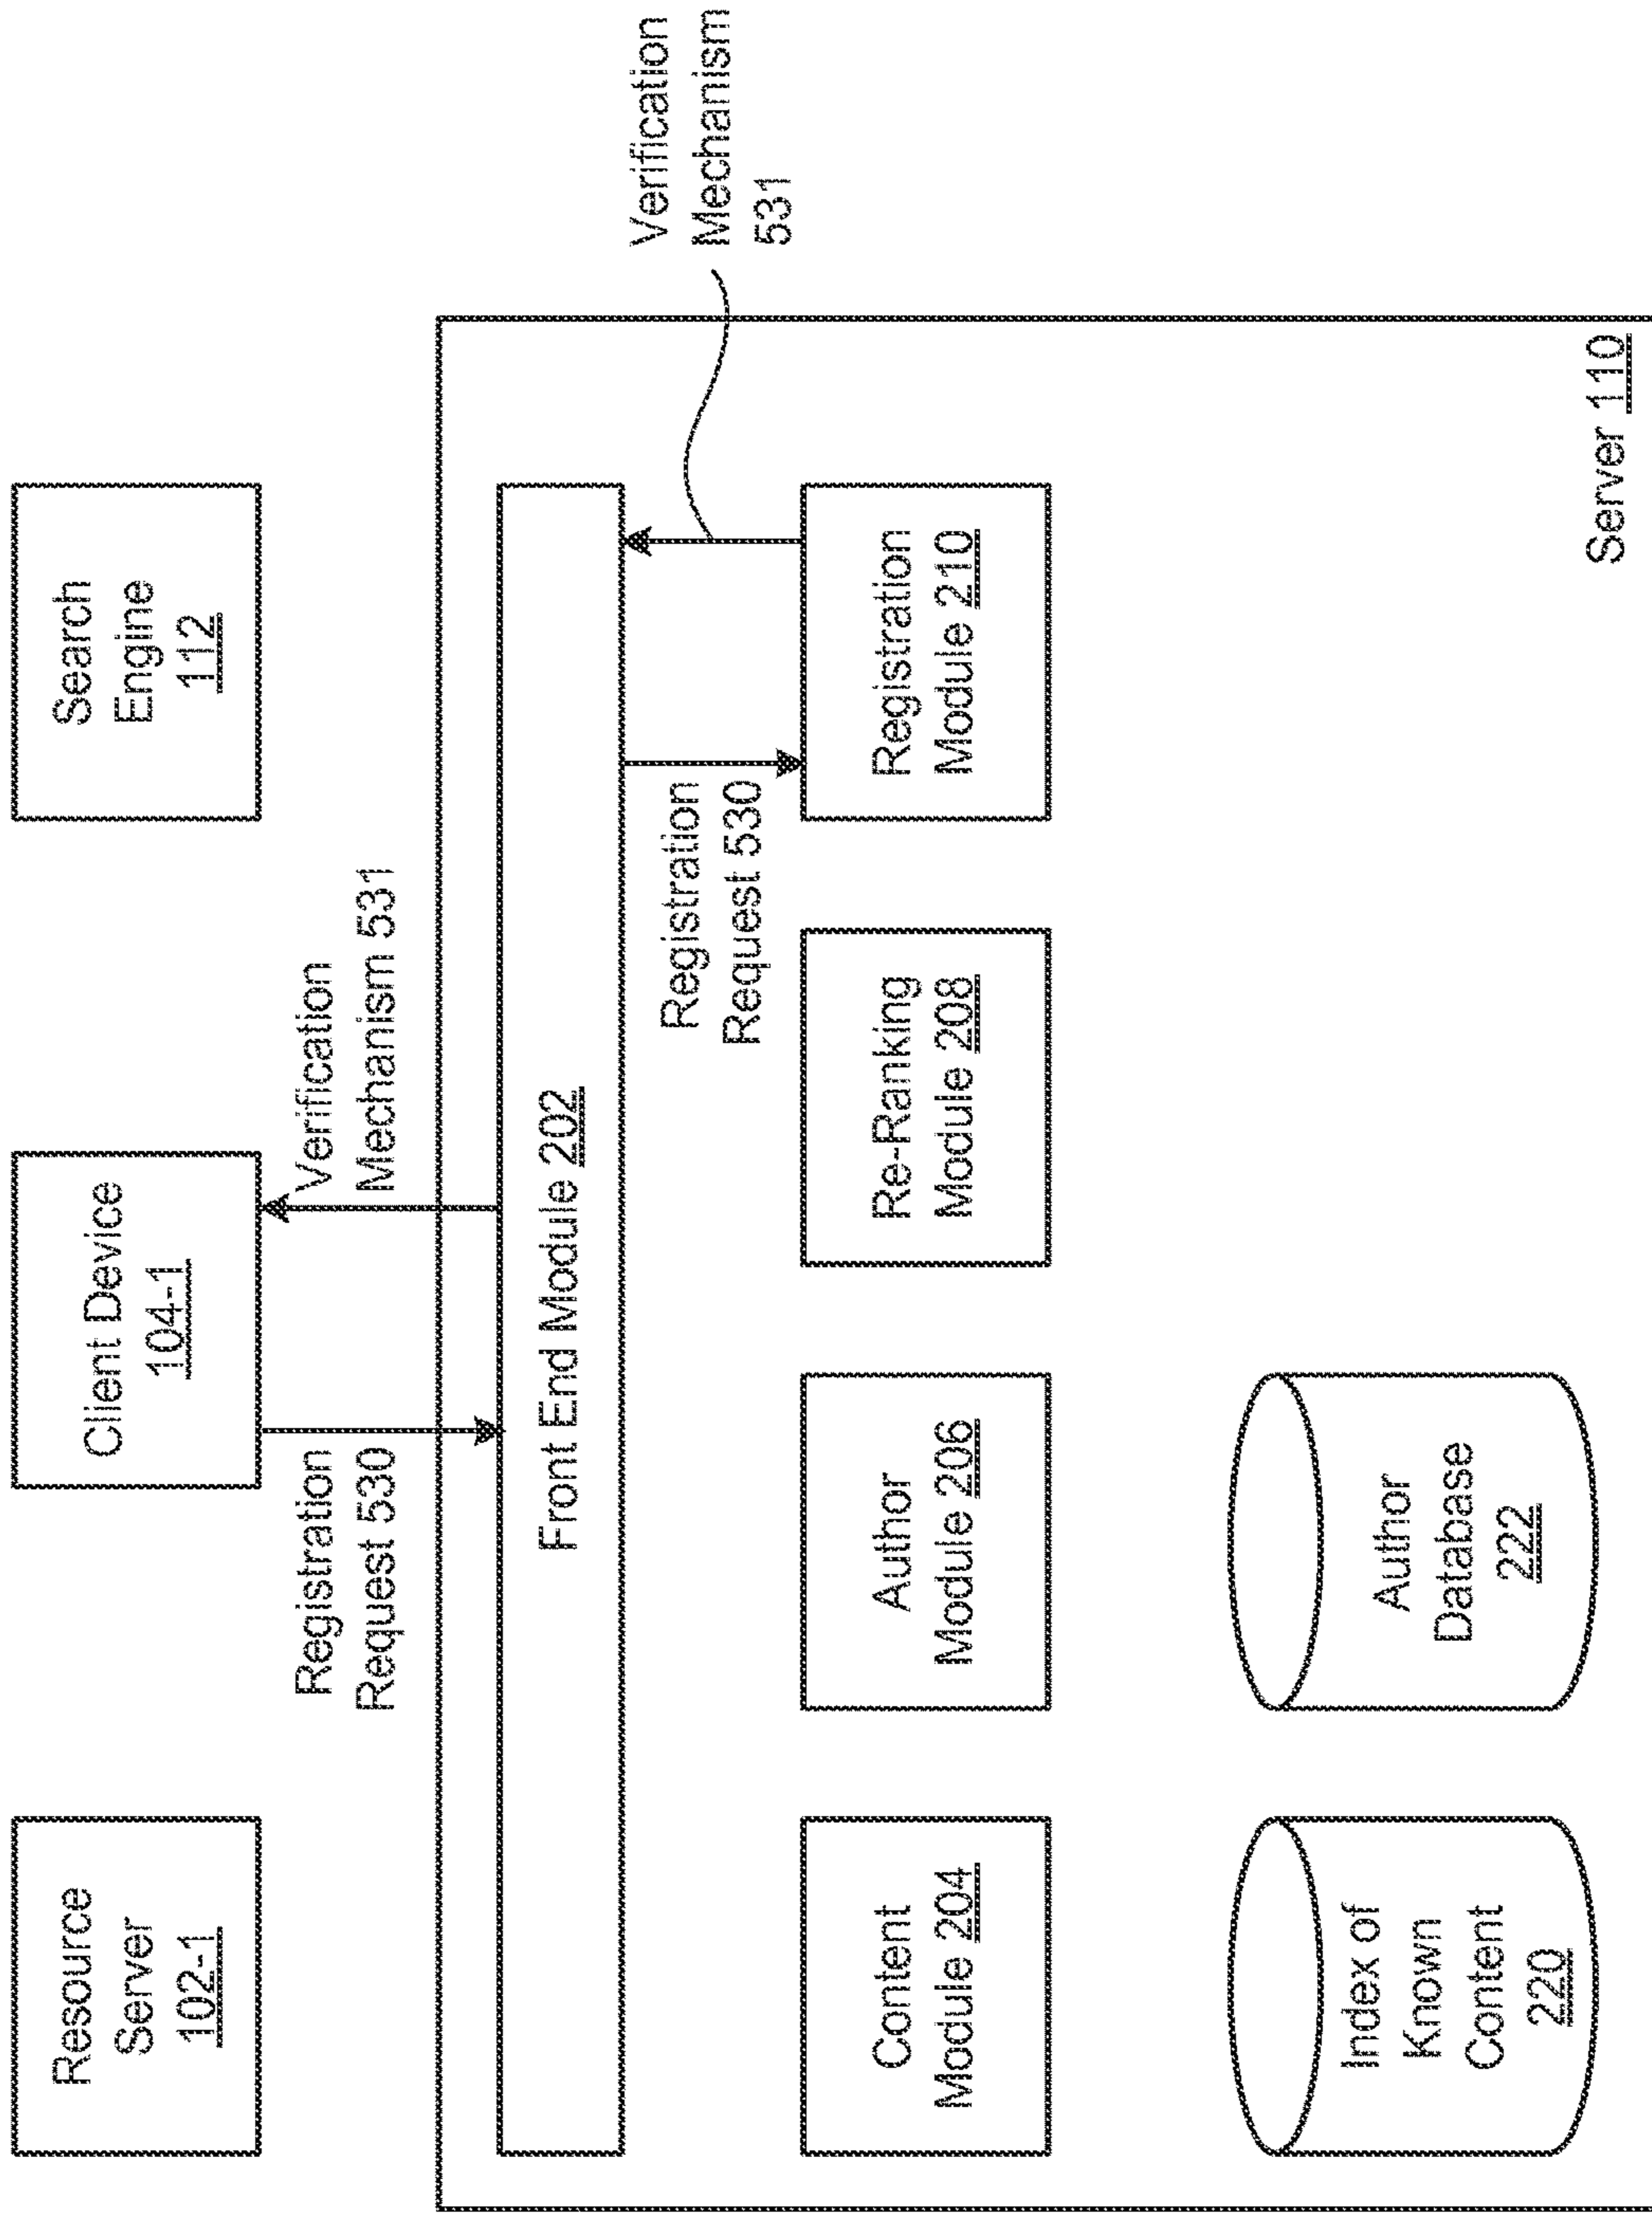 Resource
Server
102-1
Client Device
104-1
Search
Engine
112
Registration
Request 530
Verification
Mechanism 531
Front End Module 202
Registration
Request 530
Verification
Mechanism
531
Content
Module 204
Author
Module 206
Re-Ranking
Module 208
Registration
Module 210
Index of
Known
Content
220
Author
Database
222
Server 110